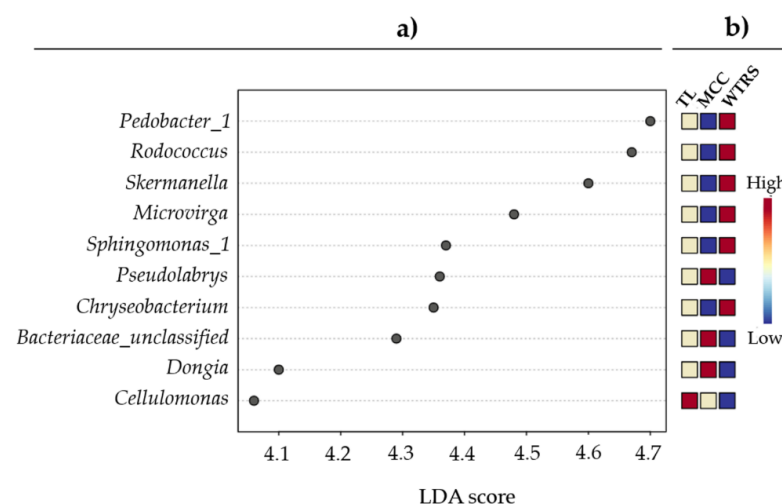 a)
b)
TL MCC WTRS
Pedobacter_1
Rodococcus
Skermanella
High
Microvirga
Sphingomonas_1
Pseudolabrys
Chryseobacterium
Bacteriaceae_unclassified
Low
Dongia
Cellulomonas
4.1 4.2 4.3 4.4 4.5 4.6 4.7
LDA score